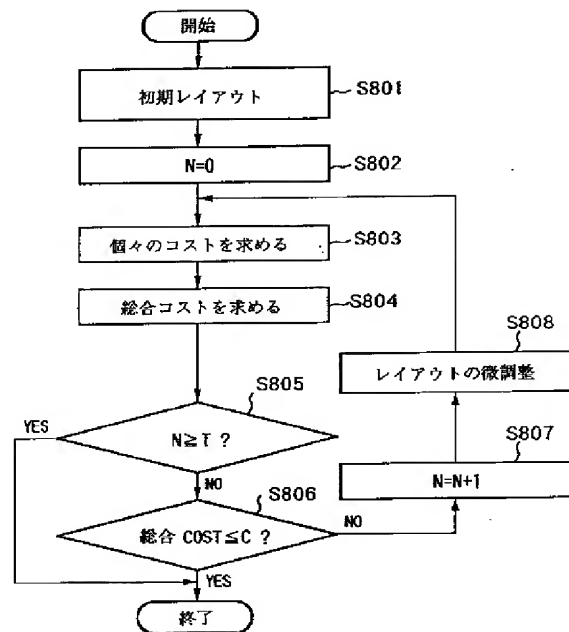 開始
初期レイアウト
S801
N=0
S802
個々のコストを求める
S803
総合コストを求める
S804
S808
レイアウトの微調整
S805
YES
N≧T ?
S807
N=N+1
NO
S806
総合 COST≦C ?
NO
YES
終了